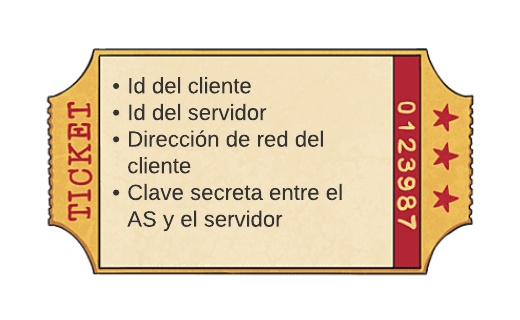 TICKET
• Id del cliente
• Id del servidor
• Dirección de red del
cliente
• Clave secreta entre el
AS y el servidor
0123987